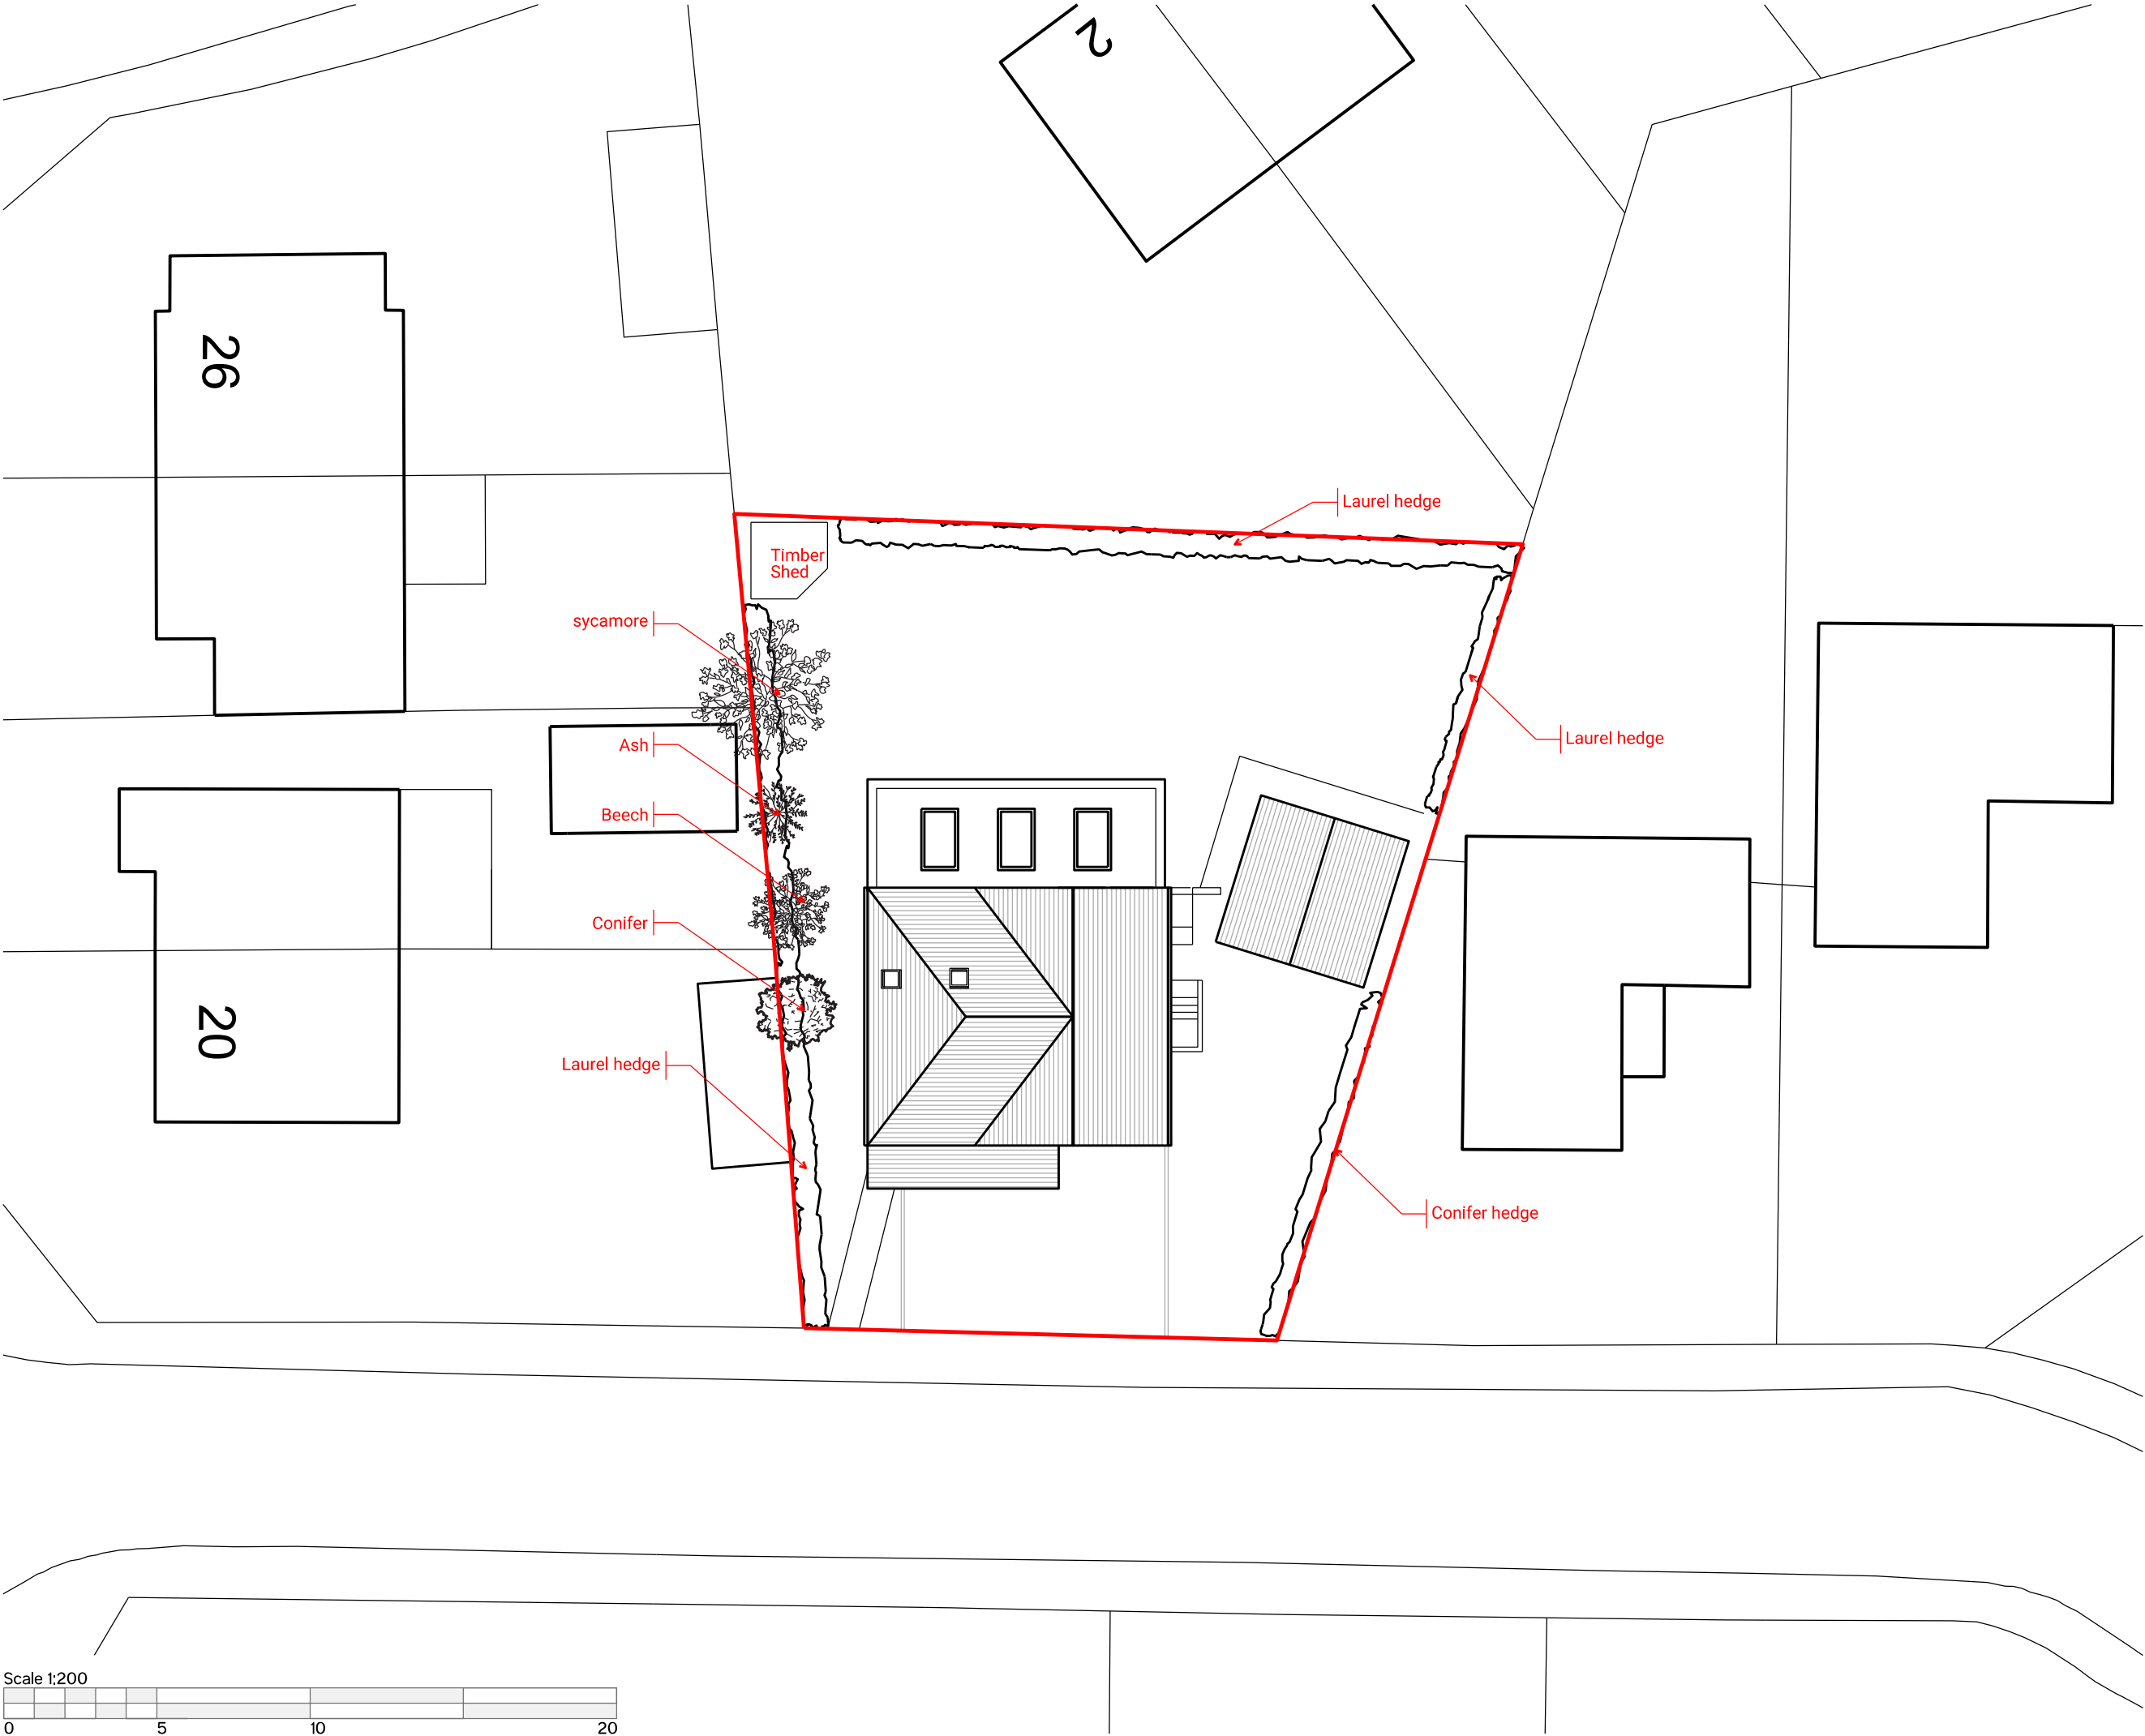 2
26
Laurel hedge
Timber
Shed
sycamore
Laurel hedge
Ash
Beech
Conifer
20
Laurel hedge
Conifer hedge
Scale 1:200
0 5 10 20